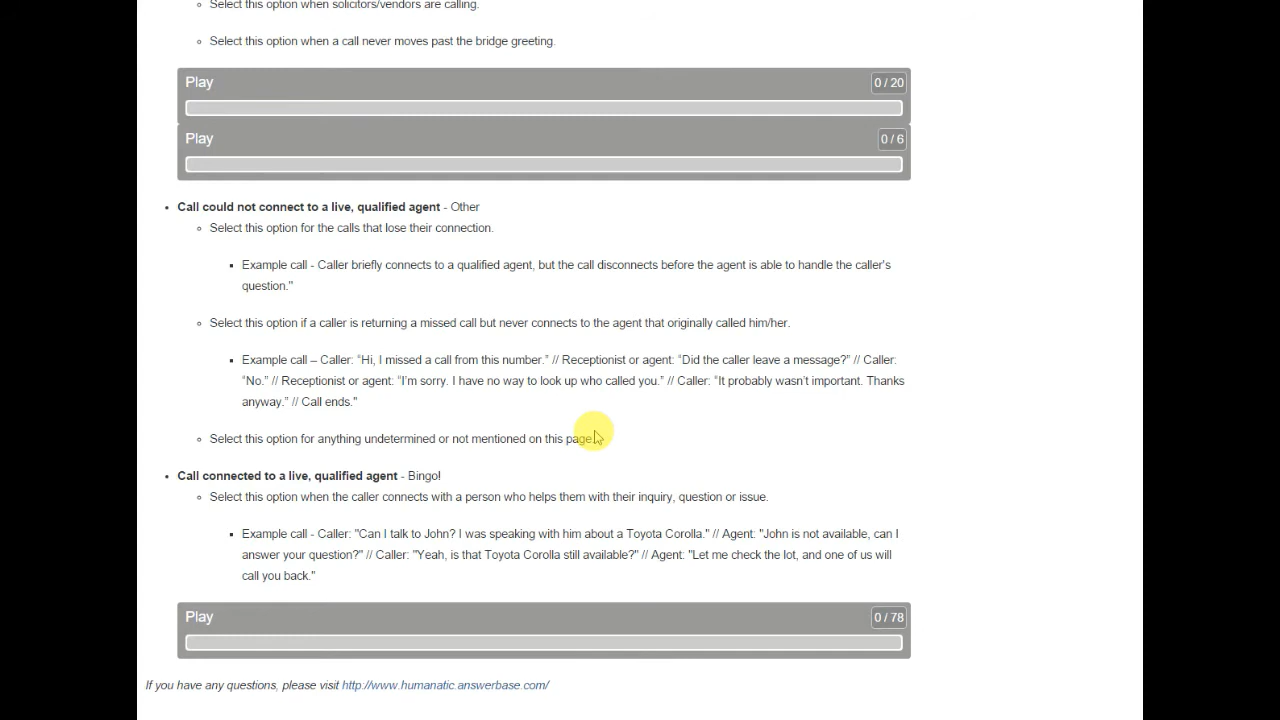 Select this option when solicitors/vendors are calling.
Select this option when a call never moves past the bridge greeting.
Play 0 / 20
Play 0 / 6
Call could not connect to a live, qualified agent - Other
Select this option for the calls that lose their connection.
Example call - Caller briefly connects to a qualified agent, but the call disconnects before the agent is able to handle the caller's
question."
Select this option if a caller is returning a missed call but never connects to the agent that originally called him/her.
Example call – Caller: “Hi, I missed a call from this number.” // Receptionist or agent: “Did the caller leave a message?” // Caller:
“No.” // Receptionist or agent: “I’m sorry. I have no way to look up who called you.” // Caller: “It probably wasn’t important. Thanks
anyway.” // Call ends."
Select this option for anything undetermined or not mentioned on this page.
Call connected to a live, qualified agent - Bingo!
Select this option when the caller connects with a person who helps them with their inquiry, question or issue.
Example call - Caller: "Can I talk to John? I was speaking with him about a Toyota Corolla." // Agent: "John is not available, can I
answer your question?" // Caller: "Yeah, is that Toyota Corolla still available?" // Agent: "Let me check the lot, and one of us will
call you back."
Play 0 / 78
If you have any questions, please visit http://www.humanatic.answerbase.com/